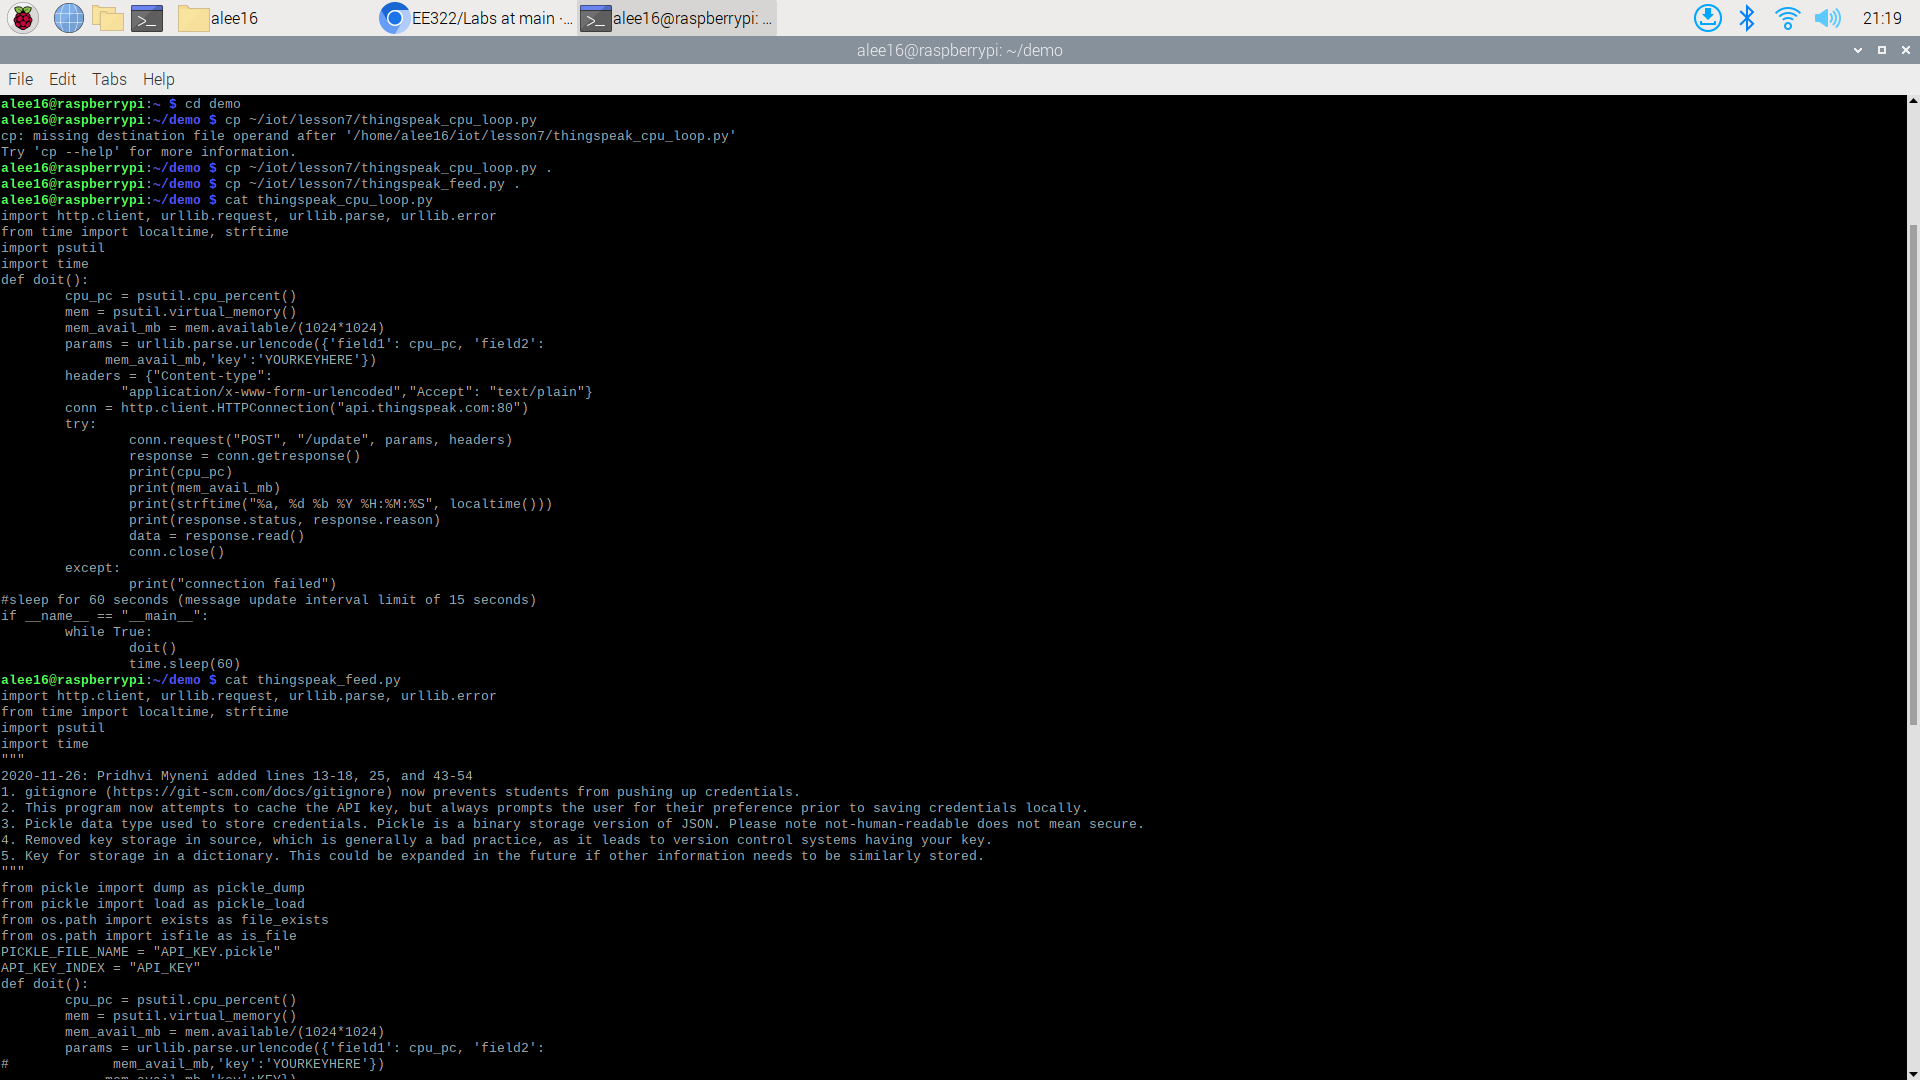 alee16
EE322/Labs at main ·...
alee16@raspberrypi: ...
21:19
alee16@raspberrypi: ~/demo
File Edit Tabs Help
alee16@raspberrypi:~ $ cd demo
alee16@raspberrypi:~/demo $ cp ~/iot/lesson7/thingspeak_cpu_loop.py
cp: missing destination file operand after '/home/alee16/iot/lesson7/thingspeak_cpu_loop.py'
Try 'cp --help' for more information.
alee16@raspberrypi:~/demo $ cp ~/iot/lesson7/thingspeak_cpu_loop.py .
alee16@raspberrypi:~/demo $ cp ~/iot/lesson7/thingspeak_feed.py .
alee16@raspberrypi:~/demo $ cat thingspeak_cpu_loop.py
import http.client, urllib.request, urllib.parse, urllib.error
from time import localtime, strftime
import psutil
import time
def doit():
        cpu_pc = psutil.cpu_percent()
        mem = psutil.virtual_memory()
        mem_avail_mb = mem.available/(1024*1024)
        params = urllib.parse.urlencode({'field1': cpu_pc, 'field2':
             mem_avail_mb,'key':'YOURKEYHERE'})
        headers = {"Content-type":
               "application/x-www-form-urlencoded","Accept": "text/plain"}
        conn = http.client.HTTPConnection("api.thingspeak.com:80")
        try:
                conn.request("POST", "/update", params, headers)
                response = conn.getresponse()
                print(cpu_pc)
                print(mem_avail_mb)
                print(strftime("%a, %d %b %Y %H:%M:%S", localtime()))
                print(response.status, response.reason)
                data = response.read()
                conn.close()
        except:
                print("connection failed")
#sleep for 60 seconds (message update interval limit of 15 seconds)
if __name__ == "__main__":
        while True:
                doit()
                time.sleep(60)
alee16@raspberrypi:~/demo $ cat thingspeak_feed.py
import http.client, urllib.request, urllib.parse, urllib.error
from time import localtime, strftime
import psutil
import time
"""
2020-11-26: Pridhvi Myneni added lines 13-18, 25, and 43-54
1. gitignore (https://git-scm.com/docs/gitignore) now prevents students from pushing up credentials.
2. This program now attempts to cache the API key, but always prompts the user for their preference prior to saving credentials locally.
3. Pickle data type used to store credentials. Pickle is a binary storage version of JSON. Please note not-human-readable does not mean secure.
4. Removed key storage in source, which is generally a bad practice, as it leads to version control systems having your key.
5. Key for storage in a dictionary. This could be expanded in the future if other information needs to be similarly stored.
"""
from pickle import dump as pickle_dump
from pickle import load as pickle_load
from os.path import exists as file_exists
from os.path import isfile as is_file
PICKLE_FILE_NAME = "API_KEY.pickle"
API_KEY_INDEX = "API_KEY"
def doit():
        cpu_pc = psutil.cpu_percent()
        mem = psutil.virtual_memory()
        mem_avail_mb = mem.available/(1024*1024)
        params = urllib.parse.urlencode({'field1': cpu_pc, 'field2':
#             mem_avail_mb,'key':'YOURKEYHERE'})
             mem_avail_mb,'key':KEY})